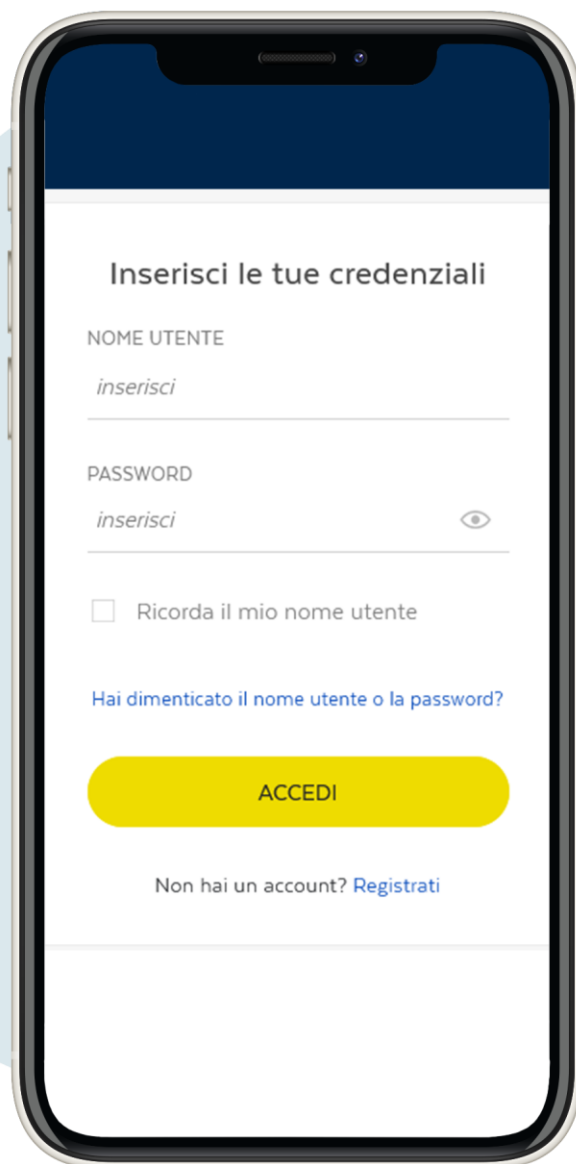 Inserisci le tue credenziali
NOME UTENTE
inserisci
PASSWORD
inserisci
Ricorda il mio nome utente
Hai dimenticato il nome utente o la password?
ACCEDI
Non hai un account? Registrati